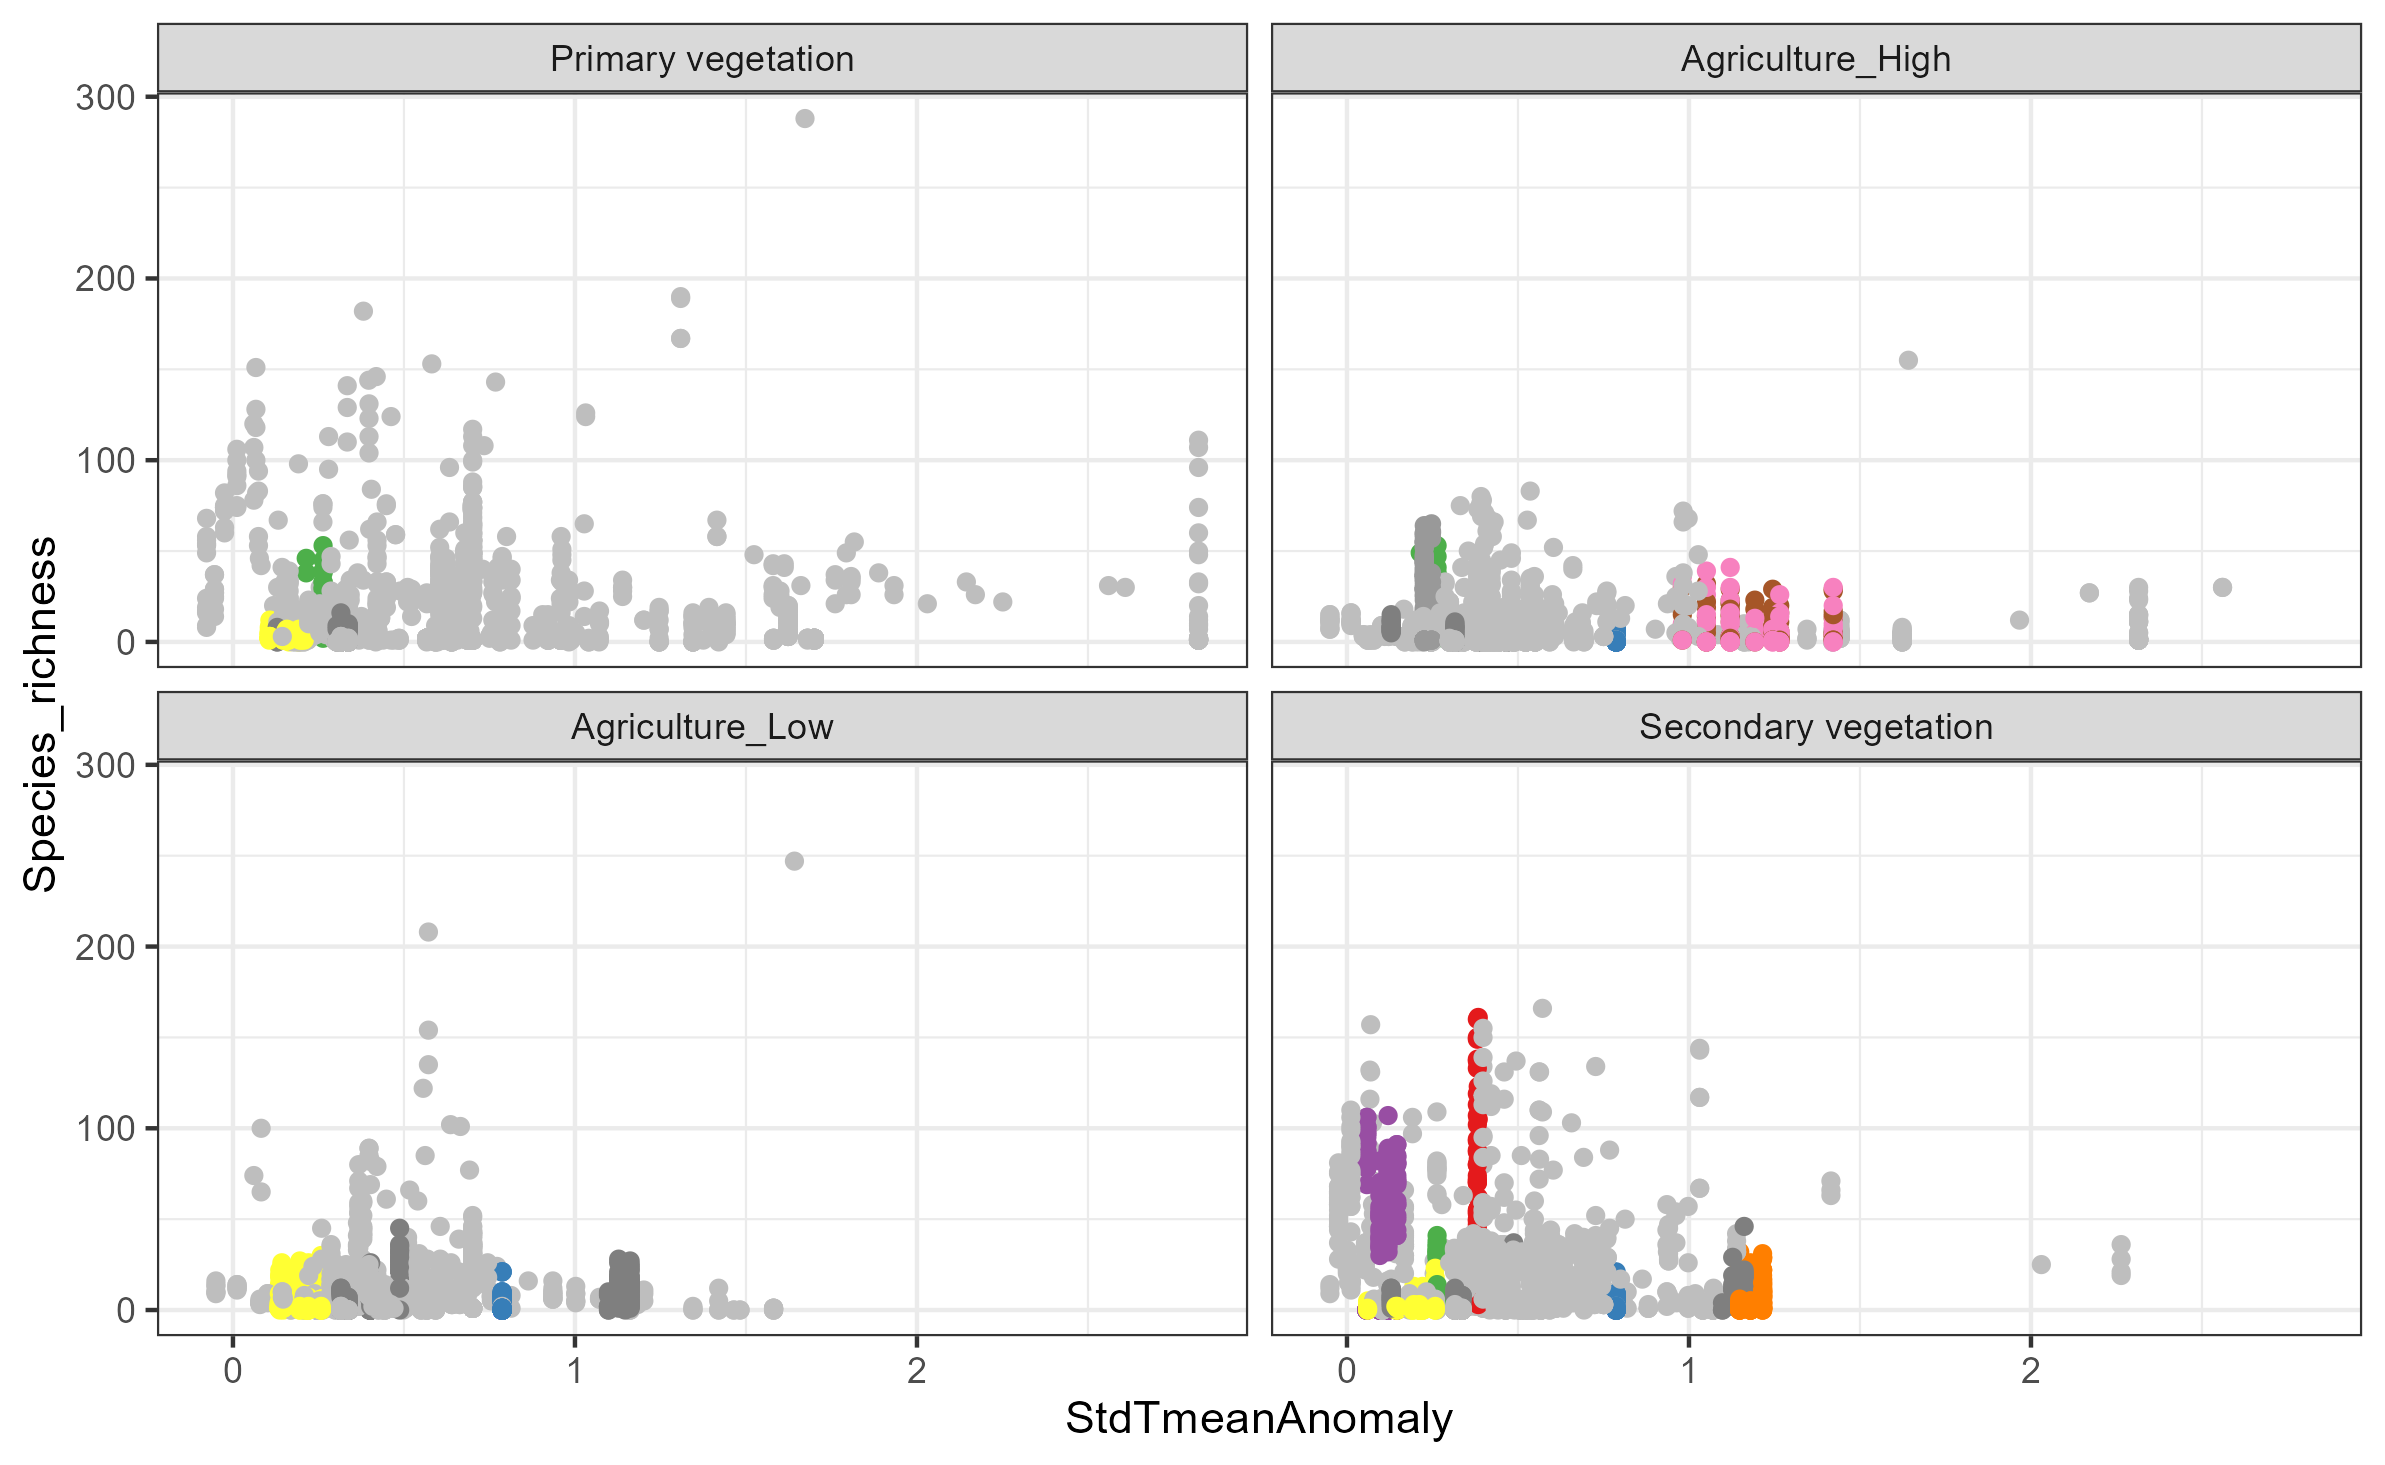 Primary vegetation
Agriculture_High
300
200
100
0
Agriculture_Low
Secondary vegetation
300
200
100
0
0
1
2
0
1
2
StdTmeanAnomaly
Species_richness